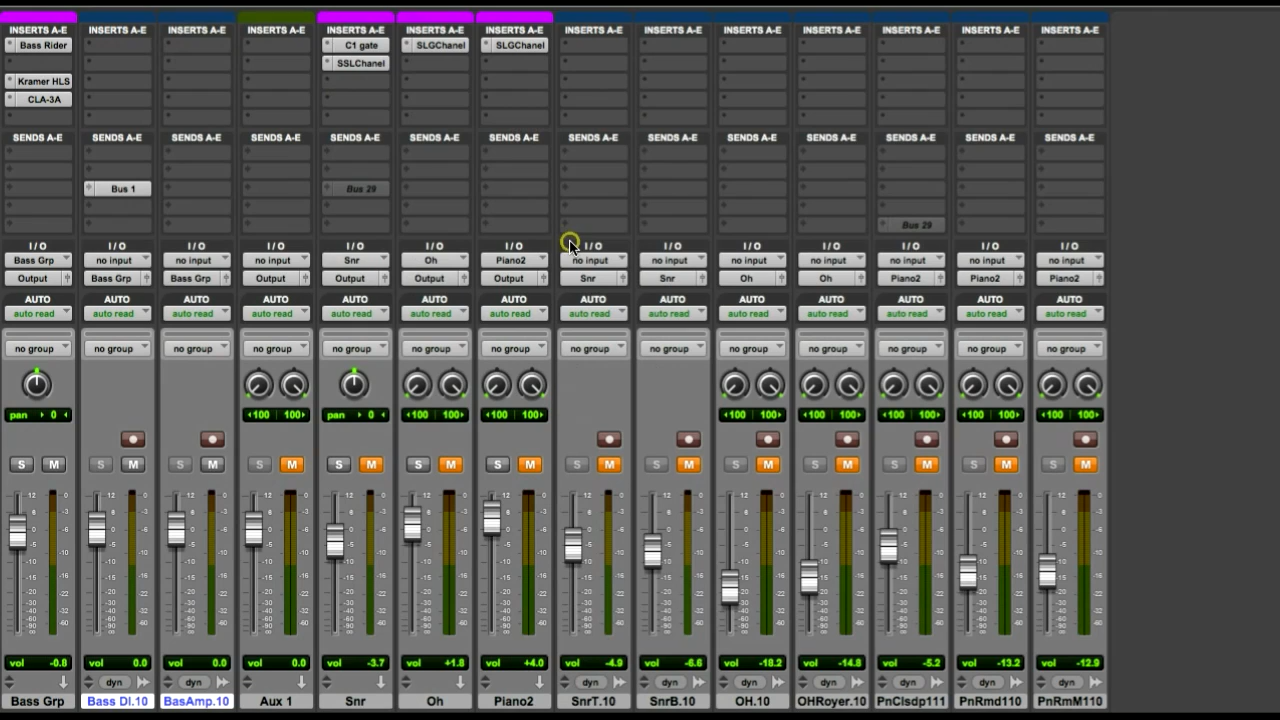 INSERTS A-E INSERTS A-E INSERTS A-E INSERTS A-E INSERTS A-E INSERTS A-E INSERTS A-E INSERTS A-E INSERTS A-E INSERTS A-E INSERTS A-E INSERTS A-E INSERTS A-E INSERTS A-E
Bass Rider C1 gate SLGChanel SLGChanel
SSLChanel
Kramer HLS
CLA-3A
SENDS A-E SENDS A-E SENDS A-E SENDS A-E SENDS A-E SENDS A-E SENDS A-E SENDS A-E SENDS A-E SENDS A-E SENDS A-E SENDS A-E SENDS A-E SENDS A-E
Bus 1 Bus 29
Bus 29
I/O I/O I/O I/O I/O I/O I/O I/O I/O I/O I/O I/O I/O I/O
Bass Grp no input no input no input Snr Oh Piano2 no input no input no input no input no input no input no input
Output Bass Grp Bass Grp Output Output Output Output Snr Snr Oh Oh Piano2 Piano2 Piano2
AUTO AUTO AUTO AUTO AUTO AUTO AUTO AUTO AUTO AUTO AUTO AUTO AUTO AUTO
auto read auto read auto read auto read auto read auto read auto read auto read auto read auto read auto read auto read auto read auto read
no group no group no group no group no group no group no group no group no group no group no group no group no group no group
pan 0 100 100 pan 0 100 100 100 100 100 100 100 100 100 100 100 100 100 100
S M S M S M S M S M S M S M S M S M S M S M S M S M S M
vol -0.8 vol 0.0 vol 0.0 vol 0.0 vol -3.7 vol +1.8 vol +4.0 vol -4.9 vol -6.6 vol -18.2 vol -14.8 vol -5.2 vol -13.2 vol -12.9
dyn dyn dyn dyn dyn dyn dyn dyn dyn
Bass Grp Bass DI.10 BasAmp.10 Aux 1 Snr Oh Piano2 SnrT.10 SnrB.10 OH.10 OHRoyer.10 PnClsdp111 PnRmd110 PnRmM110